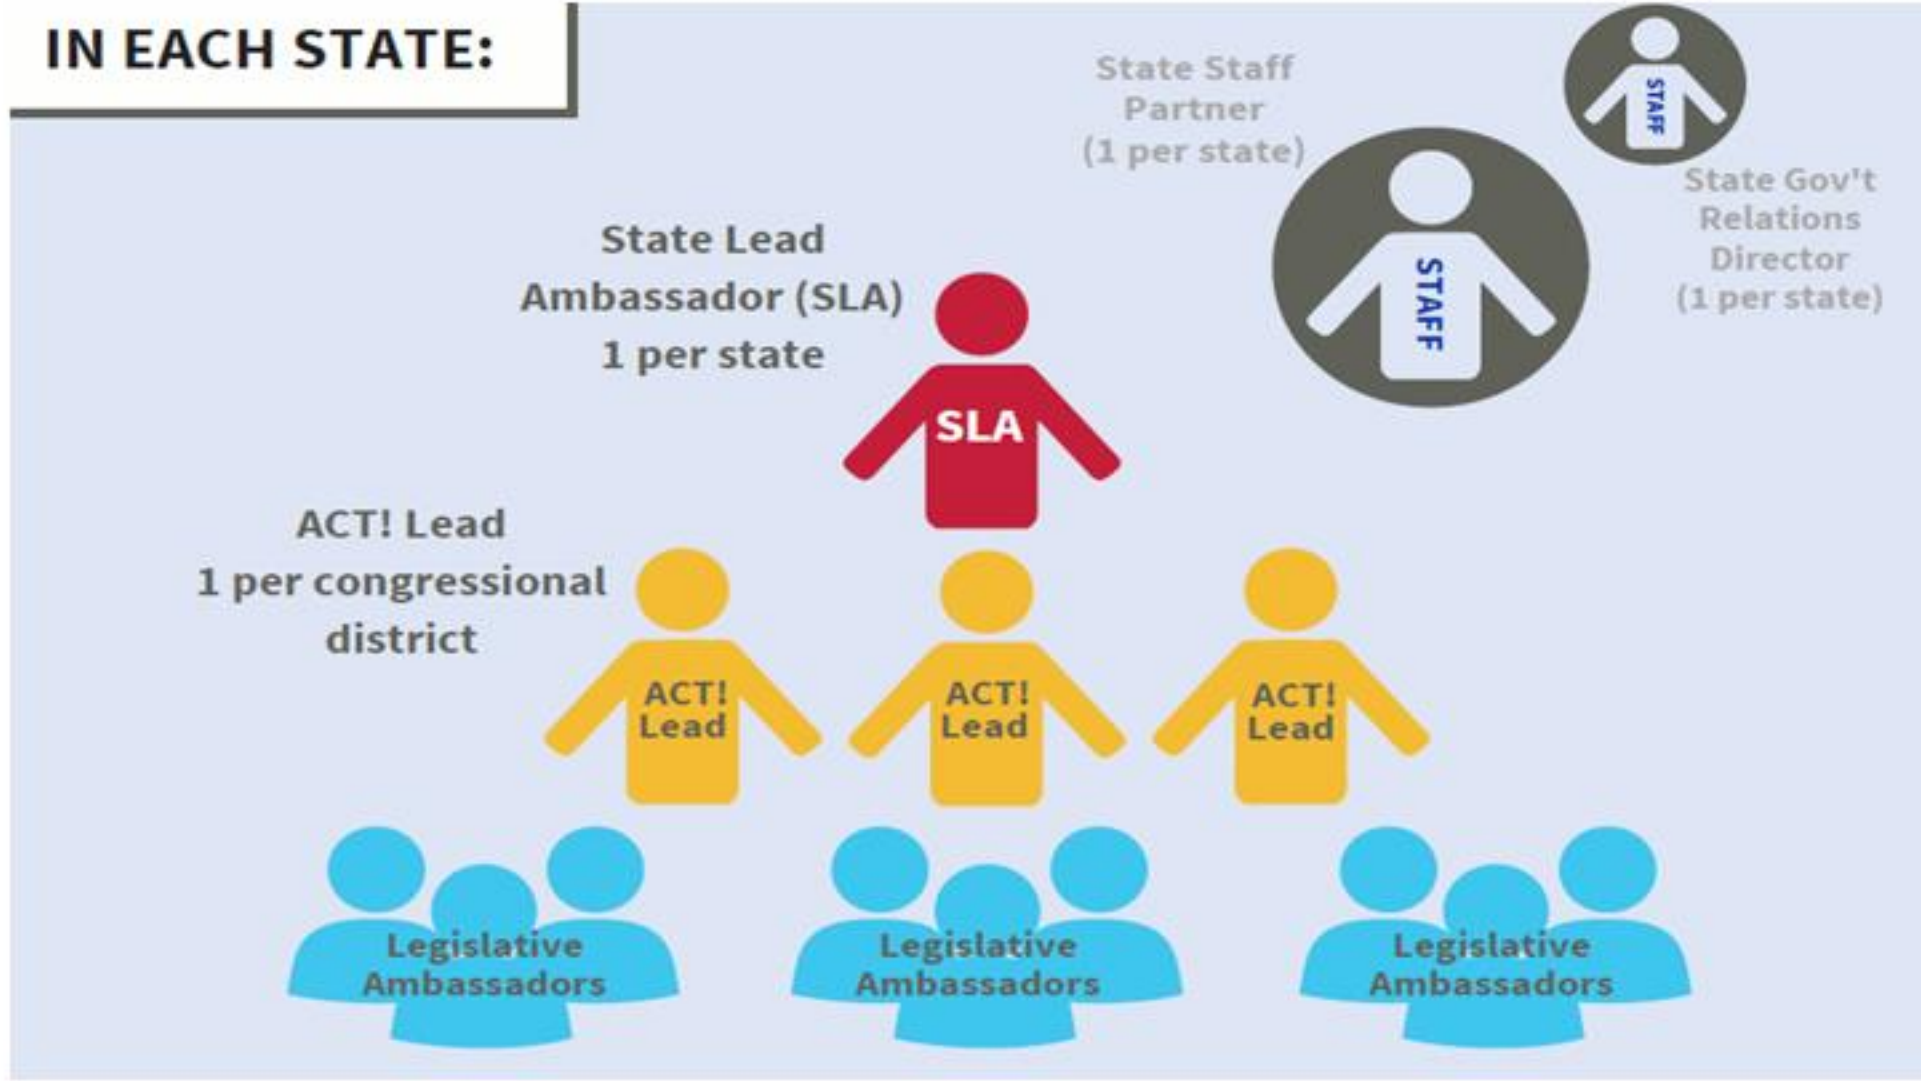 IN EACH STATE:
State Staff
Partner
(1 per state)
STAFF
STAFF
State Gov't
Relations
Director
(1 per state)
State Lead
Ambassador (SLA)
1 per state
SLA
ACT! Lead
1 per congressional
district
ACT!
Lead
ACT!
Lead
ACT!
Lead
Legislative
Ambassadors
Legislative
Ambassadors
Legislative
Ambassadors